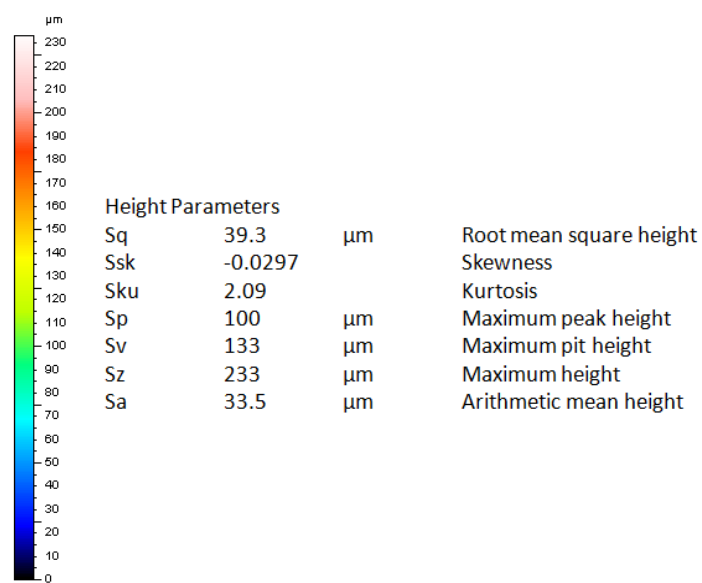 µm
230
220
210
200
190
180
170
160
150
140
130
120
110
100
90
80
70
60
50
40
30
20
10
0
Height Parameters
Sq 39.3 µm Root mean square height
Ssk -0.0297 Skewness
Sku 2.09 Kurtosis
Sp 100 µm Maximum peak height
Sv 133 µm Maximum pit height
Sz 233 µm Maximum height
Sa 33.5 µm Arithmetic mean height